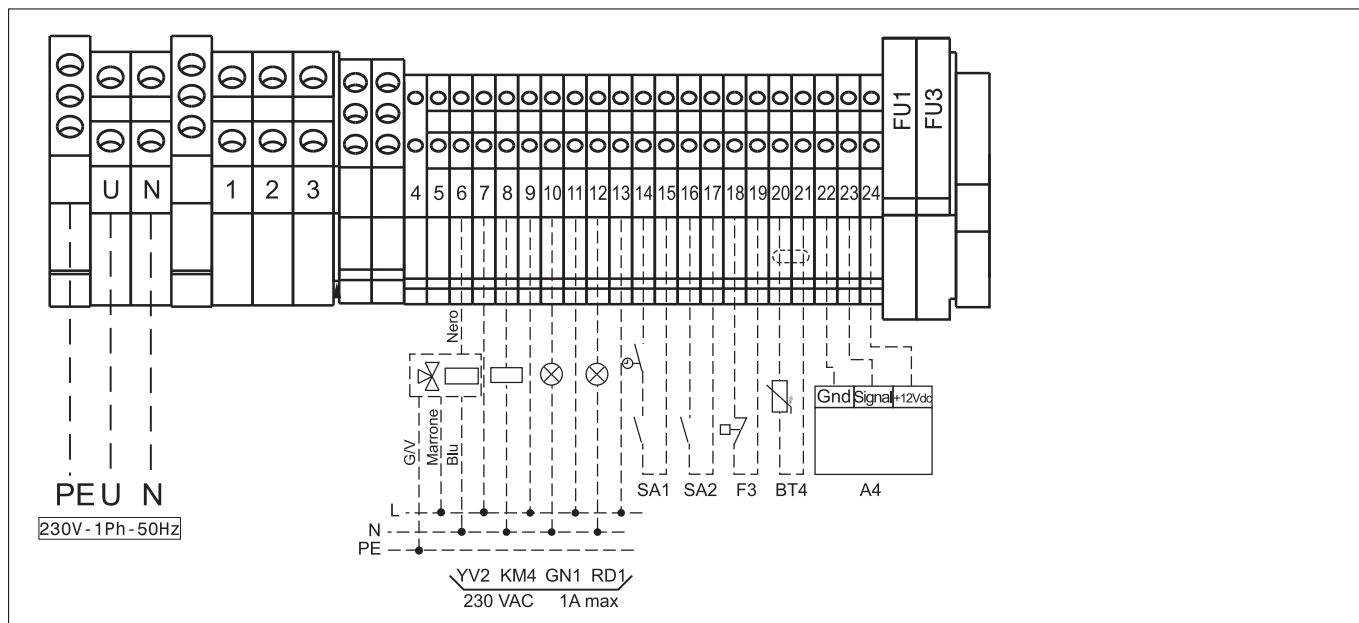 FU1
FU3
U N 1 2 3 4 5 6 7 8 9 10 11 12 13 14 15 16 17 18 19 20 21 22 23 24
Nero
Gnd Signal +12Vdc
G/V
Marrone
Blu
PE U N
SA1 SA2 F3 BT4 A4
230V-1Ph-50Hz
L
N
PE
YV2 KM4 GN1 RD1
230 VAC 1A max